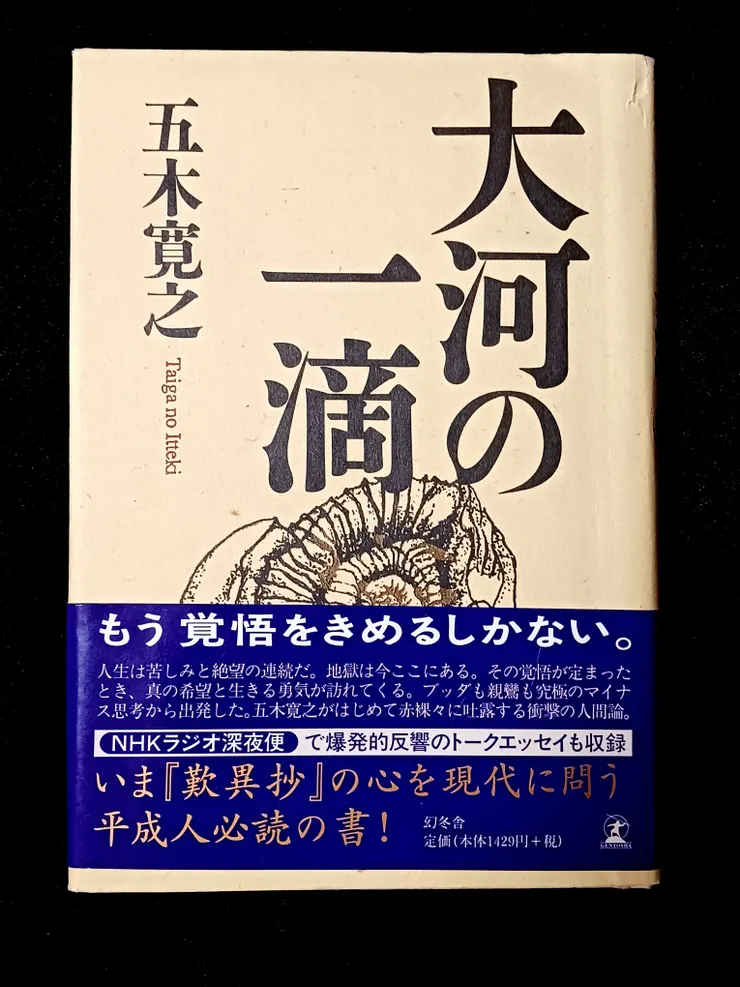 大河の
一滴
五木寛之
Taiga no Itteki
もう覚悟をきめるしかない。
人生は苦しみと絶望の連続だ。地獄は今ここにある。その覚悟が定まった
とき、真の希望と生きる勇気が訪れてくる。ブッダも親鸞も究極のマイナ
ス思考から出発した。五木寛之がはじめて赤裸々に吐露する衝撃の人間論。
NHKラジオ深夜便 で爆発的反響のトークエッセイも収録
いま『歎異抄』の心を現代に問う
平成人必読の書！
幻冬舎
定価(本体1429円+税)
GENTOSHA